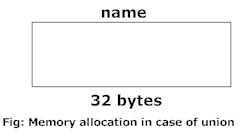 name
32 bytes
Fig: Memory allocation in case of union